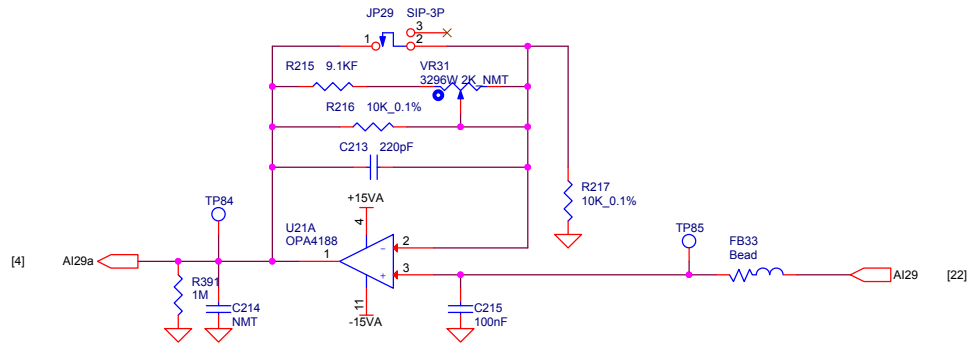 JP29 SIP-3P
3
1 2
R215 9.1KF VR31
3296W 2K_NMT
R216 10K_0.1%
C213 220pF
R217
10K_0.1%
+15VA
TP84
4
U21A
OPA4188
TP85
2
FB33
Bead
1
-
[4] AI29a
3
+
AI29 [22]
R391
1M
C214
NMT
11
-15VA
C215
100nF